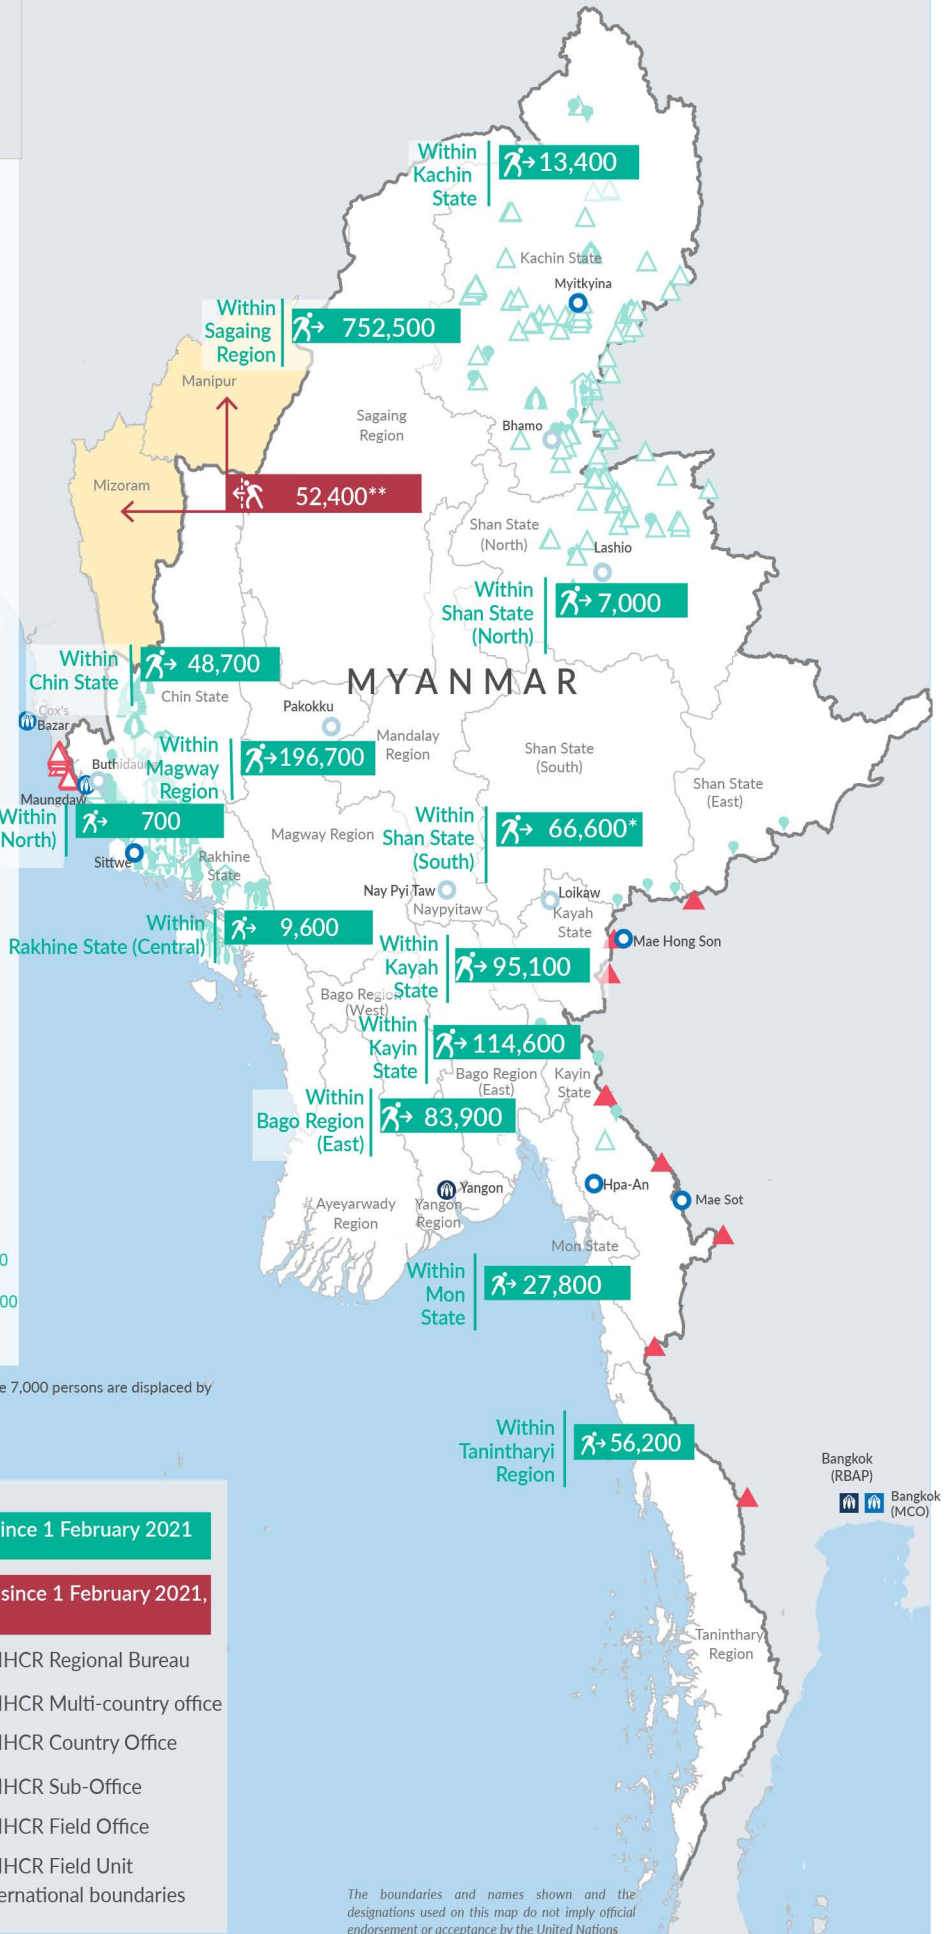 Within
Kachin
State
13,400
Kachin State
Myitkyina
Within
Sagaing
Region
752,500
Manipur
Sagaing
Region
Bhamo
Mizoram
52,400**
Shan State
(North)
Lashio
Within
Shan State
(North)
7,000
Within
Chin State
48,700
MYANMAR
Chin State
Cox's
Bazar
Pakokku
Mandalay
Region
Shan State
(South)
Within
Magway
Region
196,700
Buthidaung
Maungdaw
Shan State
(East)
Within
North)
700
Magway Region
Within
Shan State
(South)
66,600*
Sittwe
Rakhine
State
Nay Pyi Taw
Naypyitaw
Loikaw
Kayah
State
Within
Rakhine State (Central)
9,600
Mae Hong Son
Within
Kayah
State
95,100
Bago Region
(West)
Within
Kayin
State
114,600
Bago Region
(East)
Kayin
State
Within
Bago Region
(East)
83,900
Yangon
Hpa-An
Mae Sot
Ayeyarwady
Region
Yangon
Region
Mon State
0
00
Within
Mon
State
27,800
e 7,000 persons are displaced by
Within
Tanintharyi
Region
56,200
Bangkok
(RBAP)
Bangkok
(MCO)
ince 1 February 2021
since 1 February 2021,
HCR Regional Bureau
HCR Multi-country office
HCR Country Office
HCR Sub-Office
HCR Field Office
HCR Field Unit
ernational boundaries
Taninthary
Region
The boundaries and names shown and the
designations used on this map do not imply official
endorsement or acceptance by the United Nations